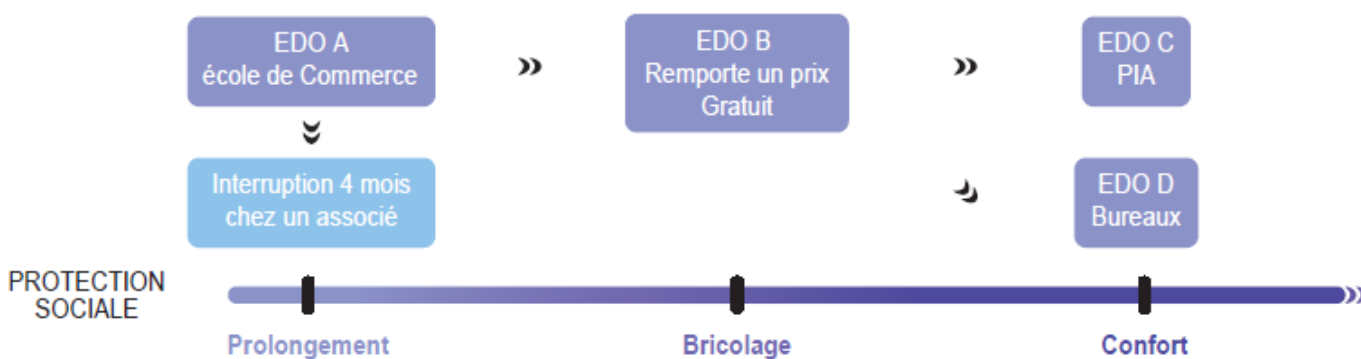 EDO A
école de Commerce
EDO B
Remporte un prix
Gratuit
EDO C
PIA
Interruption 4 mois
chez un associé
EDO D
Bureaux
PROTECTION
SOCIALE
Prolongement
Bricolage
Confort